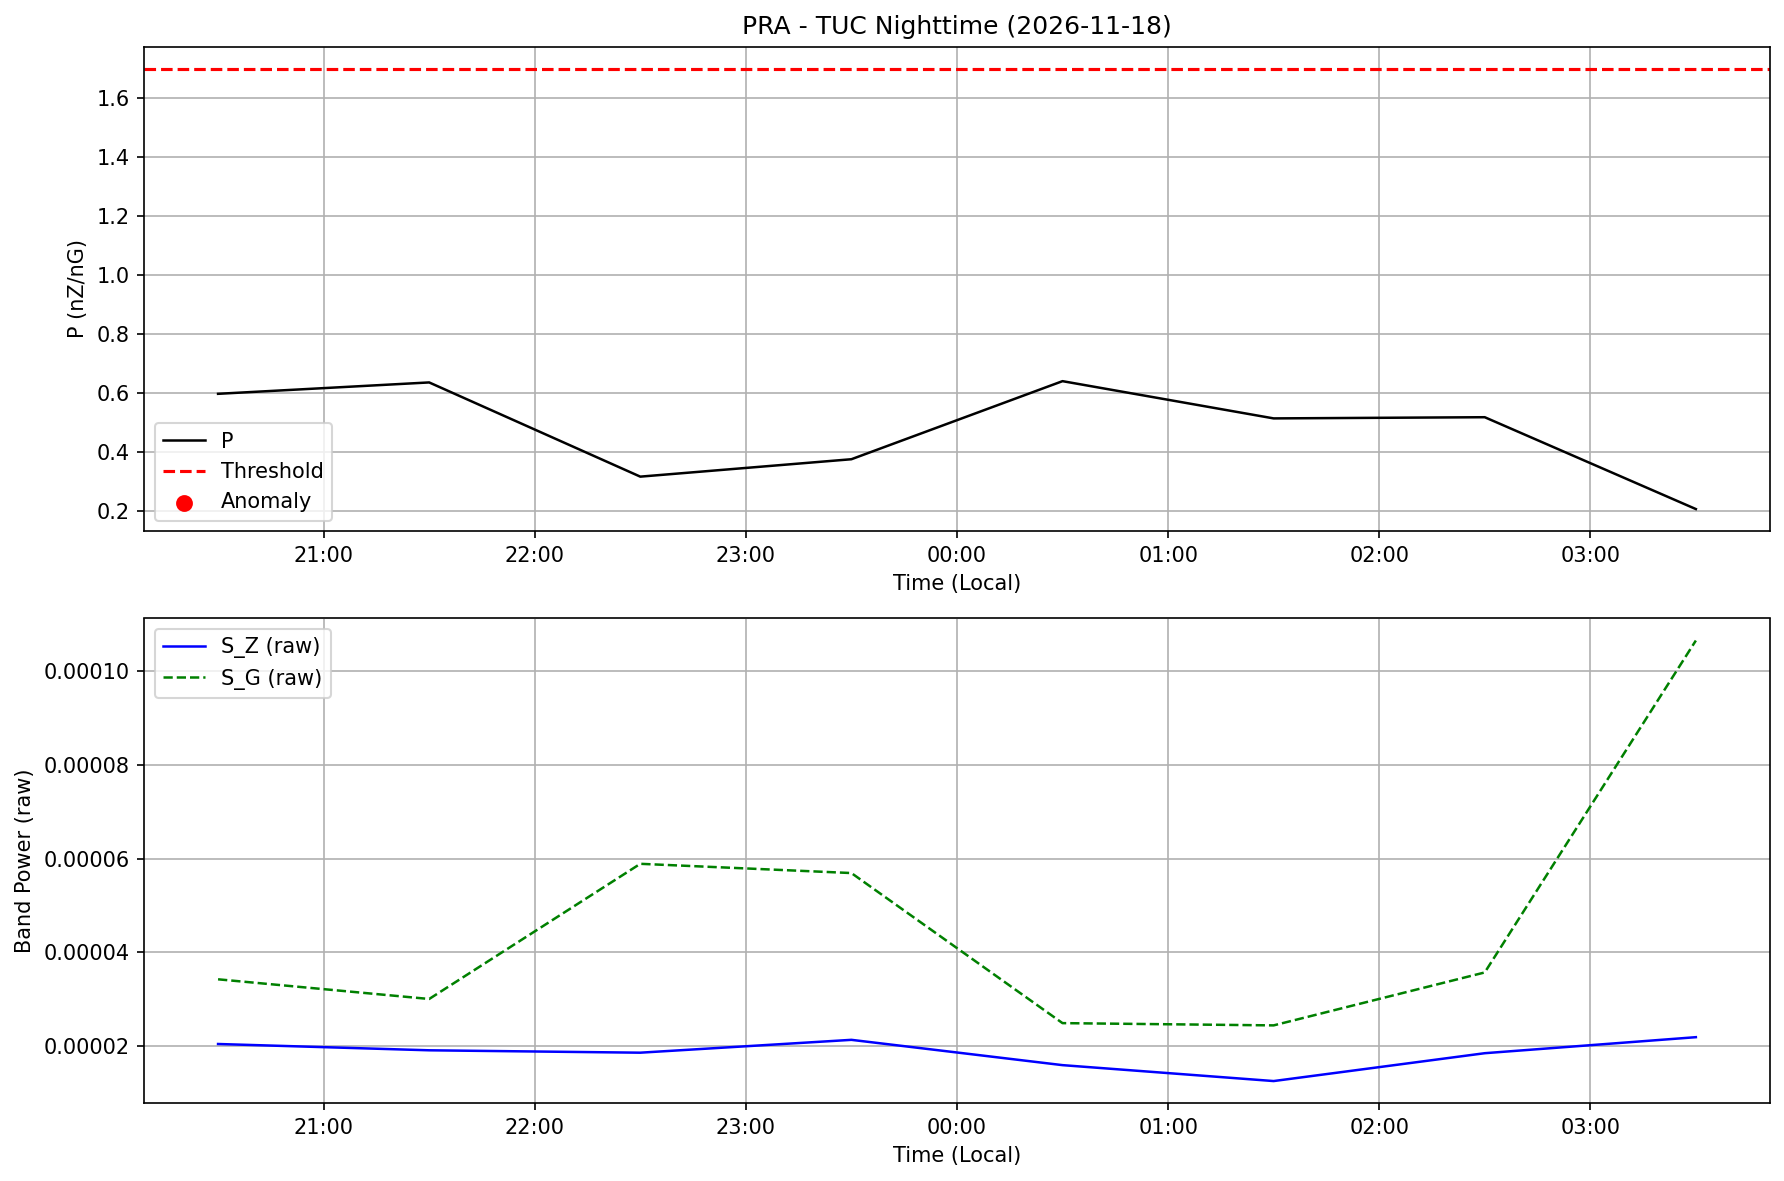 PRA - TUC Nighttime (2026-11-18)
P (nZ/nG)
1.6
1.4
1.2
1.0
0.8
0.6
0.4
0.2
P
Threshold
Anomaly
21:00 22:00 23:00 00:00 01:00 02:00 03:00
Time (Local)
Band Power (raw)
0.00010
0.00008
0.00006
0.00004
0.00002
S_Z (raw)
S_G (raw)
21:00 22:00 23:00 00:00 01:00 02:00 03:00
Time (Local)